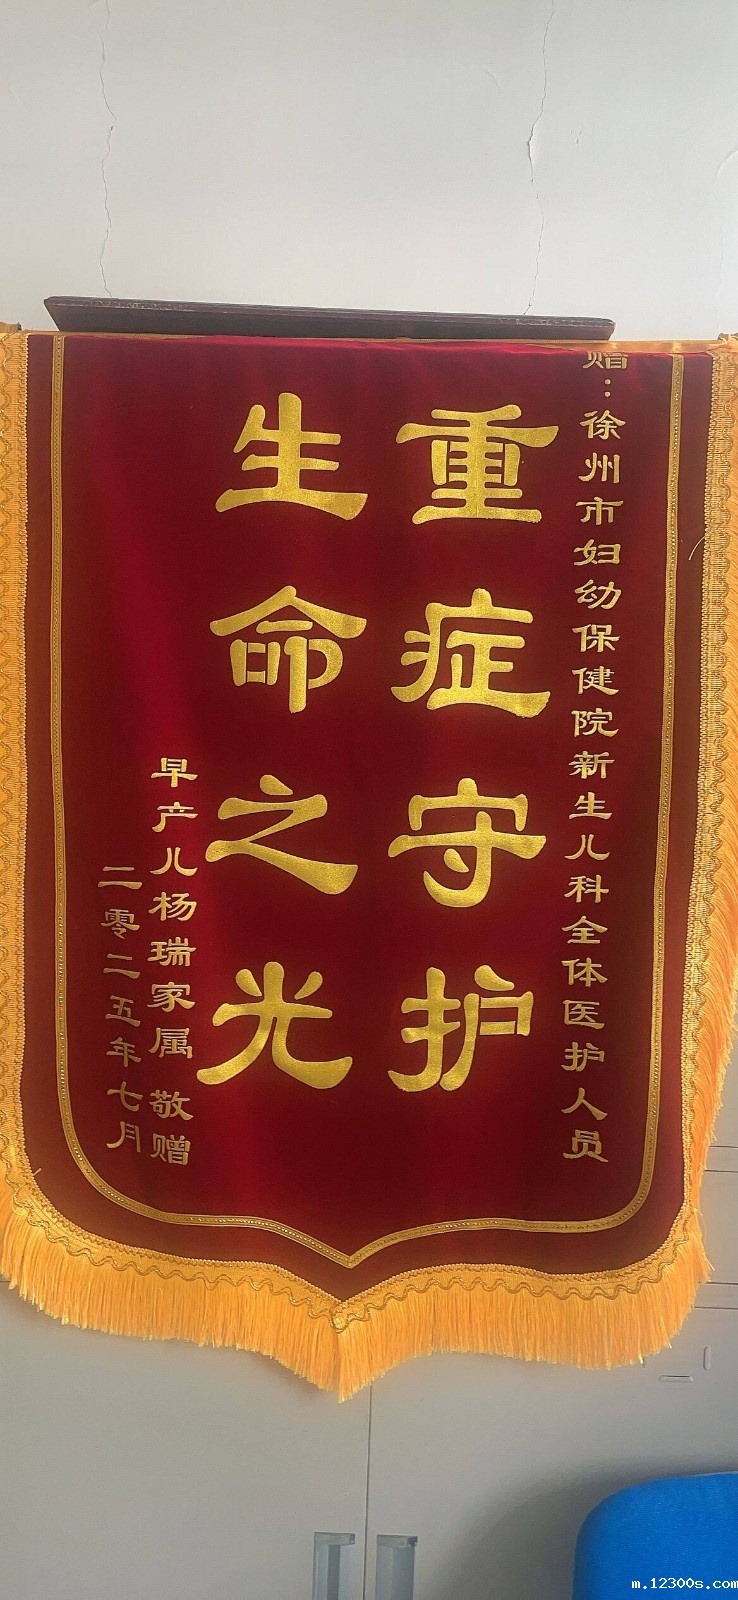 赠：徐州市妇幼保健院新生儿科全体医护人员
重症守护
生命之光
早产儿杨瑞家属 敬赠
二零二五年七月
m.12300s.com